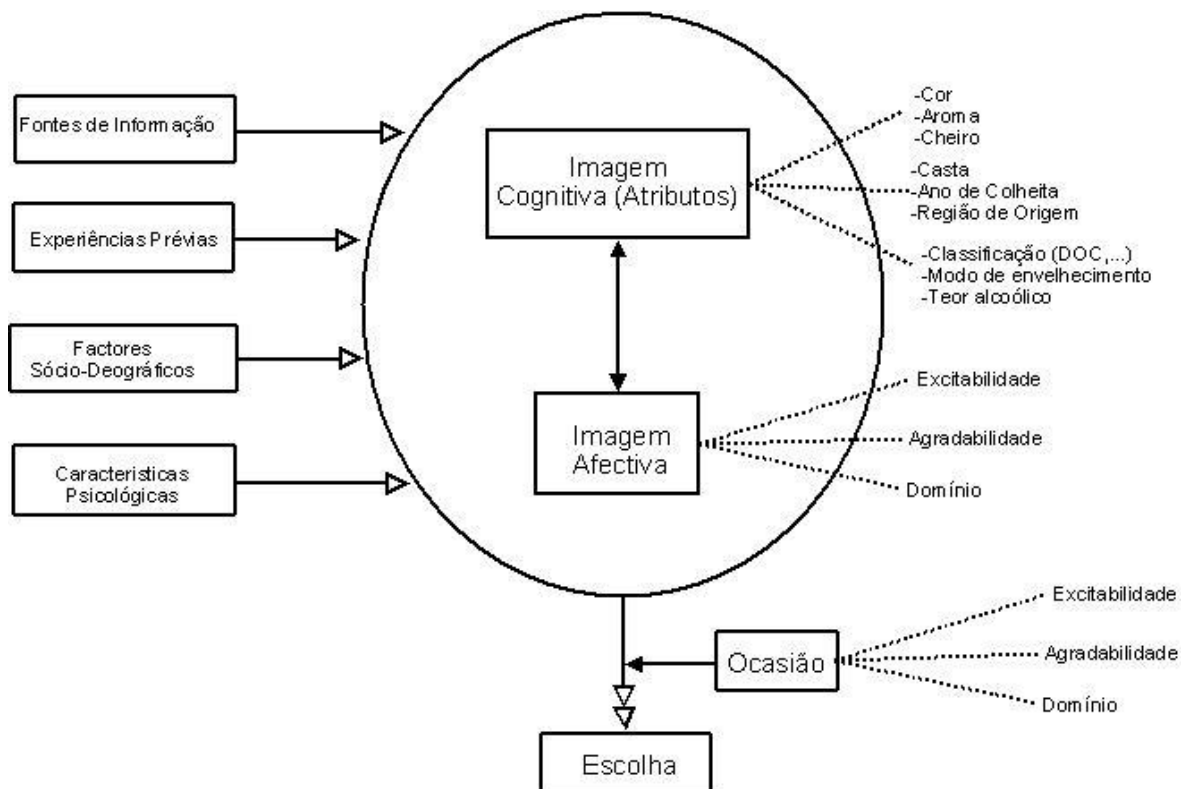 Fontes de Informação
Experiências Prévias
Factores
Sócio-Deográficos
Caracteristicas
Psicológicas
Imagem
Cognitiva (Atributos)
-Cor
-Aroma
-Cheiro
-Casta
-Ano de Colheita
-Região de Origem
-Classificação (DOC,...)
-Modo de envelhecimento
-Teor alcoólico
Imagem
Afectiva
Excitabilidade
Agradabilidade
Domínio
Ocasião
Excitabilidade
Agradabilidade
Domínio
Escolha